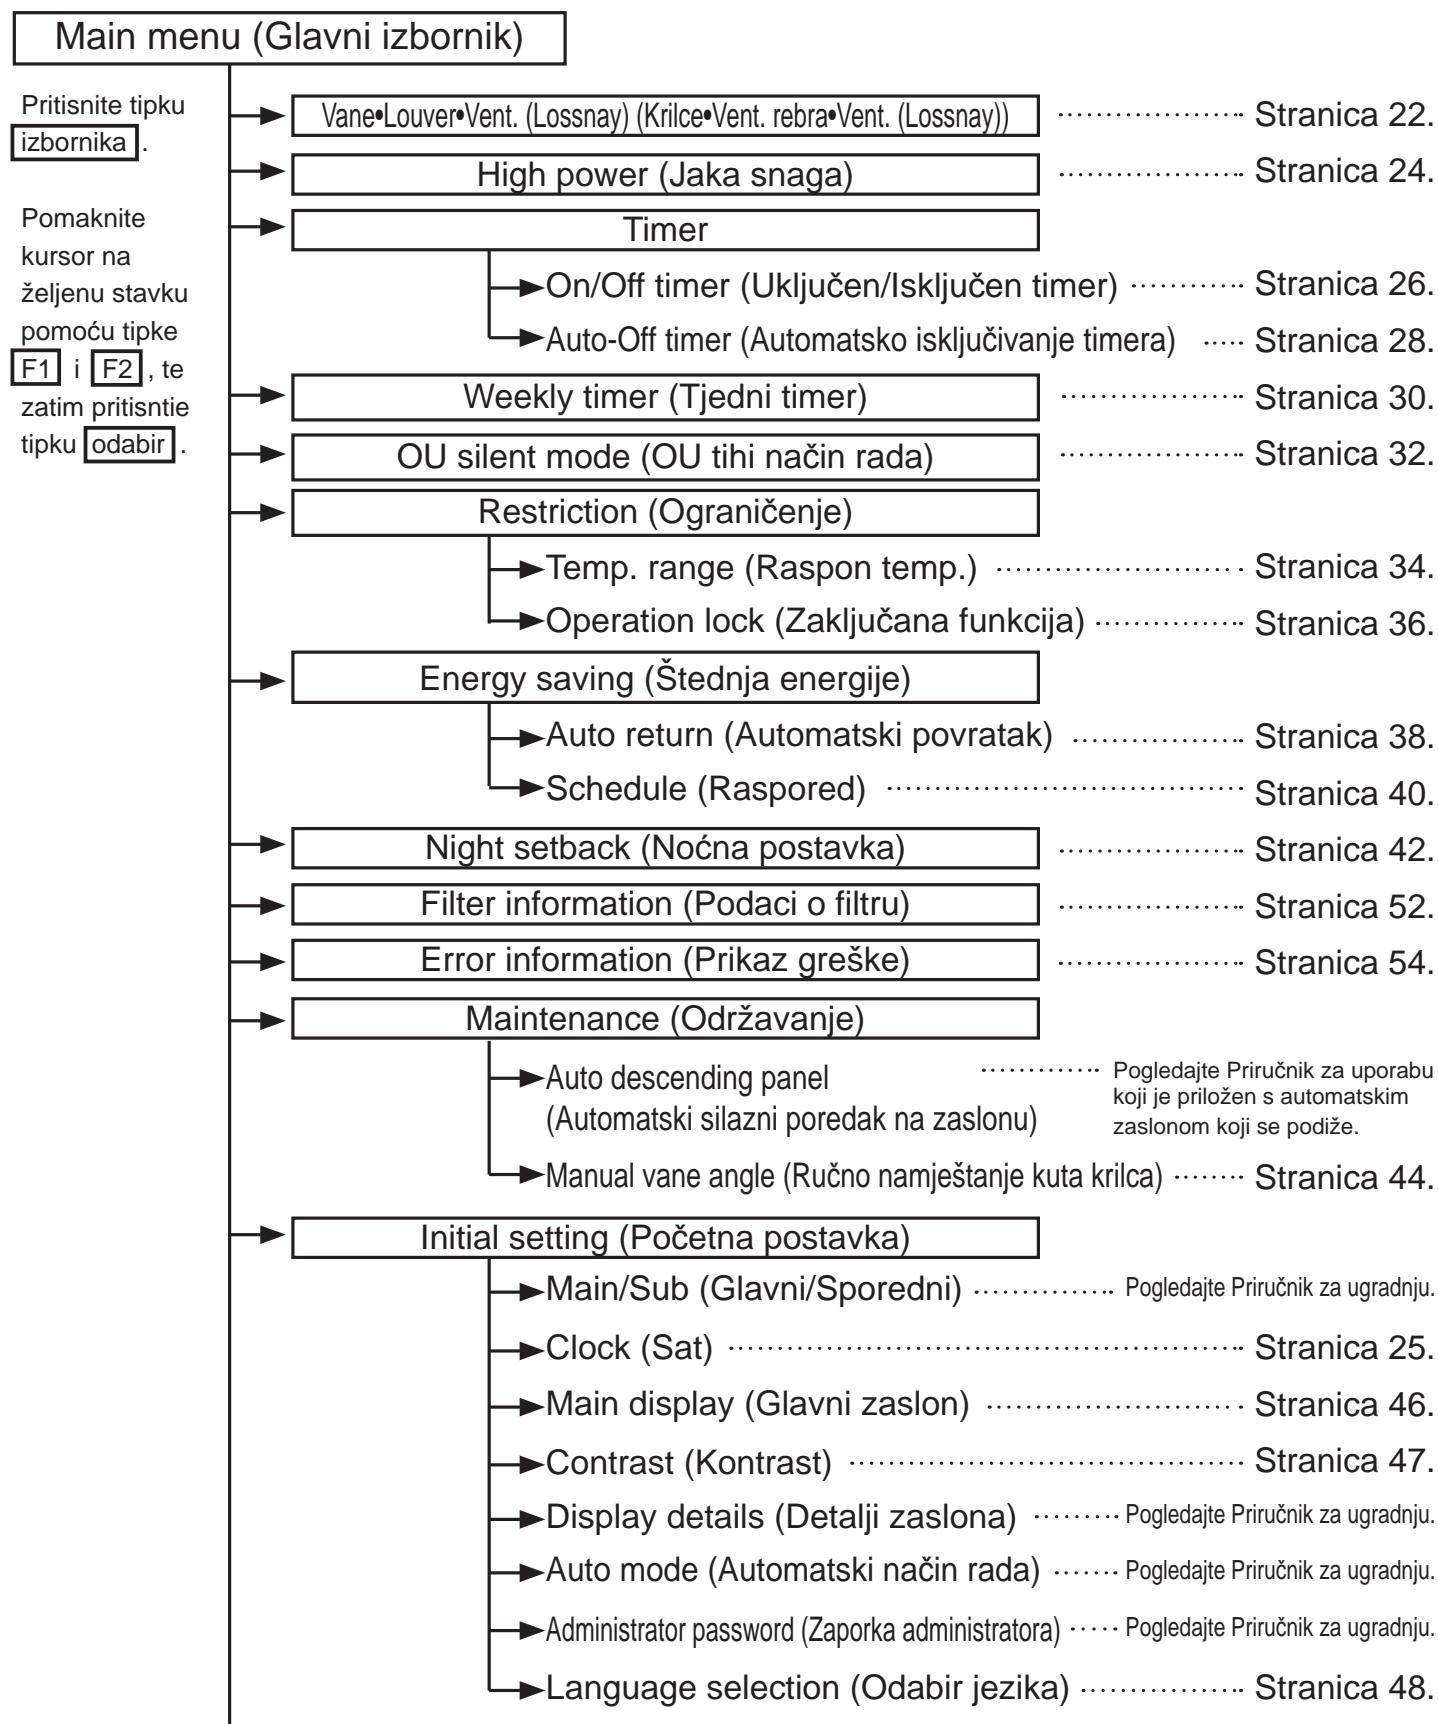 Main menu (Glavni izbornik)
Pritisnite tipku
izbornika .
Pomaknite
kursor na
željenu stavku
pomoću tipke
F1 i F2 , te
zatim pritisntie
tipku odabir .
Vane•Louver•Vent. (Lossnay) (Krilce•Vent. rebra•Vent. (Lossnay)) Stranica 22.
High power (Jaka snaga) Stranica 24.
Timer
On/Off timer (Uključen/Isključen timer) Stranica 26.
Auto-Off timer (Automatsko isključivanje timera) Stranica 28.
Weekly timer (Tjedni timer) Stranica 30.
OU silent mode (OU tihi način rada) Stranica 32.
Restriction (Ograničenje)
Temp. range (Raspon temp.) Stranica 34.
Operation lock (Zaključana funkcija) Stranica 36.
Energy saving (Štednja energije)
Auto return (Automatski povratak) Stranica 38.
Schedule (Raspored) Stranica 40.
Night setback (Noćna postavka) Stranica 42.
Filter information (Podaci o filtru) Stranica 52.
Error information (Prikaz greške) Stranica 54.
Maintenance (Održavanje)
Auto descending panel
(Automatski silazni poredak na zaslonu)
Pogledajte Priručnik za uporabu
koji je priložen s automatskim
zaslonom koji se podiže.
Manual vane angle (Ručno namještanje kuta krilca) Stranica 44.
Initial setting (Početna postavka)
Main/Sub (Glavni/Sporedni) Pogledajte Priručnik za ugradnju.
Clock (Sat) Stranica 25.
Main display (Glavni zaslon) Stranica 46.
Contrast (Kontrast) Stranica 47.
Display details (Detalji zaslona) Pogledajte Priručnik za ugradnju.
Auto mode (Automatski način rada) Pogledajte Priručnik za ugradnju.
Administrator password (Zaporka administratora) Pogledajte Priručnik za ugradnju.
Language selection (Odabir jezika) Stranica 48.